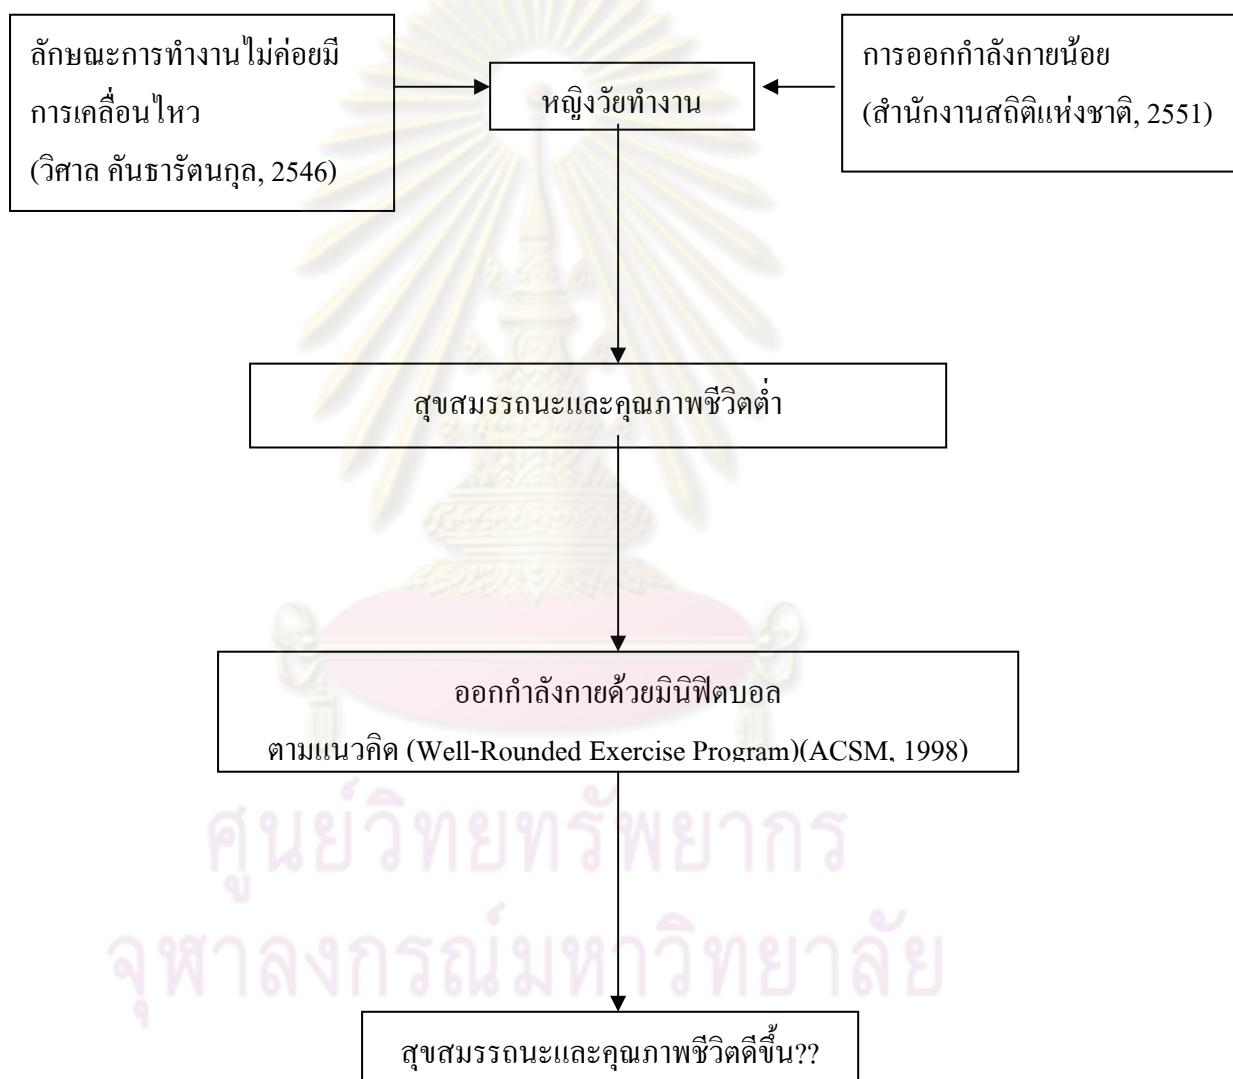 ลักษณะการทำงานไม่ค่อยมี
การเคลื่อนไหว
(วิศาล คันธารัตนกุล, 2546)
หญิงวัยทำงาน
การออกกำลังกายน้อย
(สำนักงานสถิติแห่งชาติ, 2551)
สุขสมรรถนะและคุณภาพชีวิตต่ำ
ออกกำลังกายด้วยมินิฟิตบอล
ตามแนวคิด (Well-Rounded Exercise Program)(ACSM, 1998)
ศูนย์วิทยทรัพยากร
จุฬาลงกรณ์มหาวิทยาลัย
สุขสมรรถนะและคุณภาพชีวิตดีขึ้น??